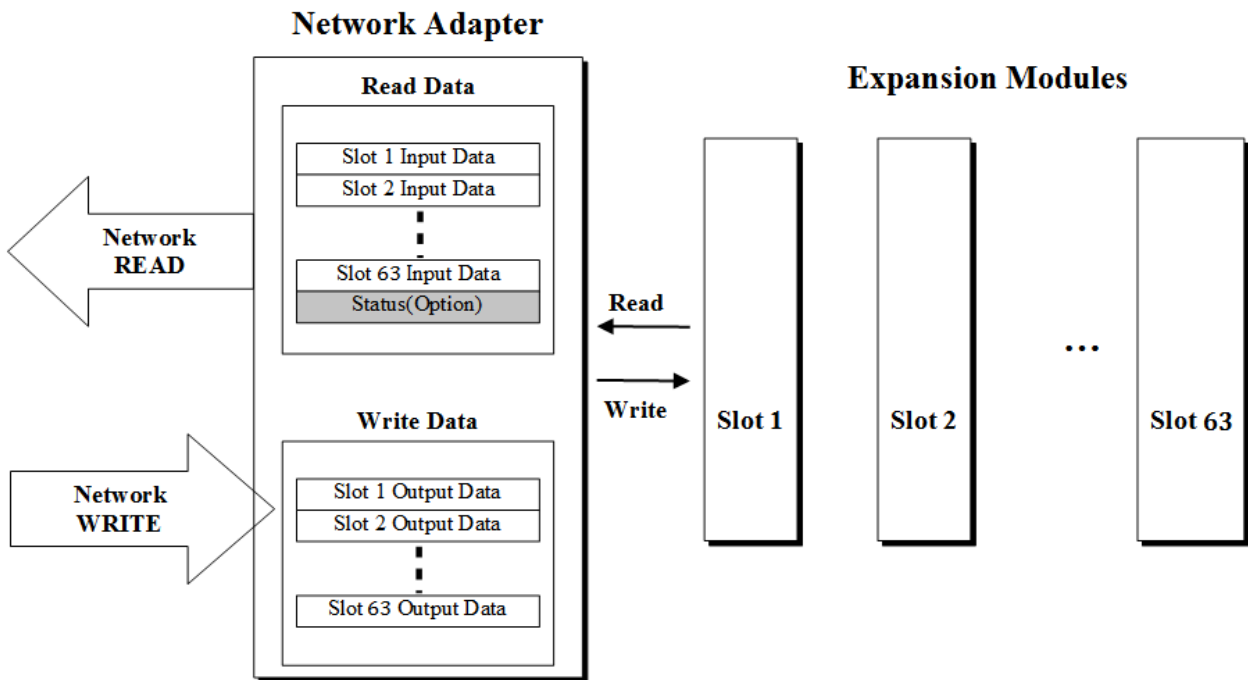 Network Adapter
Read Data
Slot 1 Input Data
Slot 2 Input Data
Slot 63 Input Data
Status(Option)
Network
READ
Write Data
Slot 1 Output Data
Slot 2 Output Data
Slot 63 Output Data
Network
WRITE
Read
Write
Expansion Modules
Slot 1
Slot 2
...
Slot 63